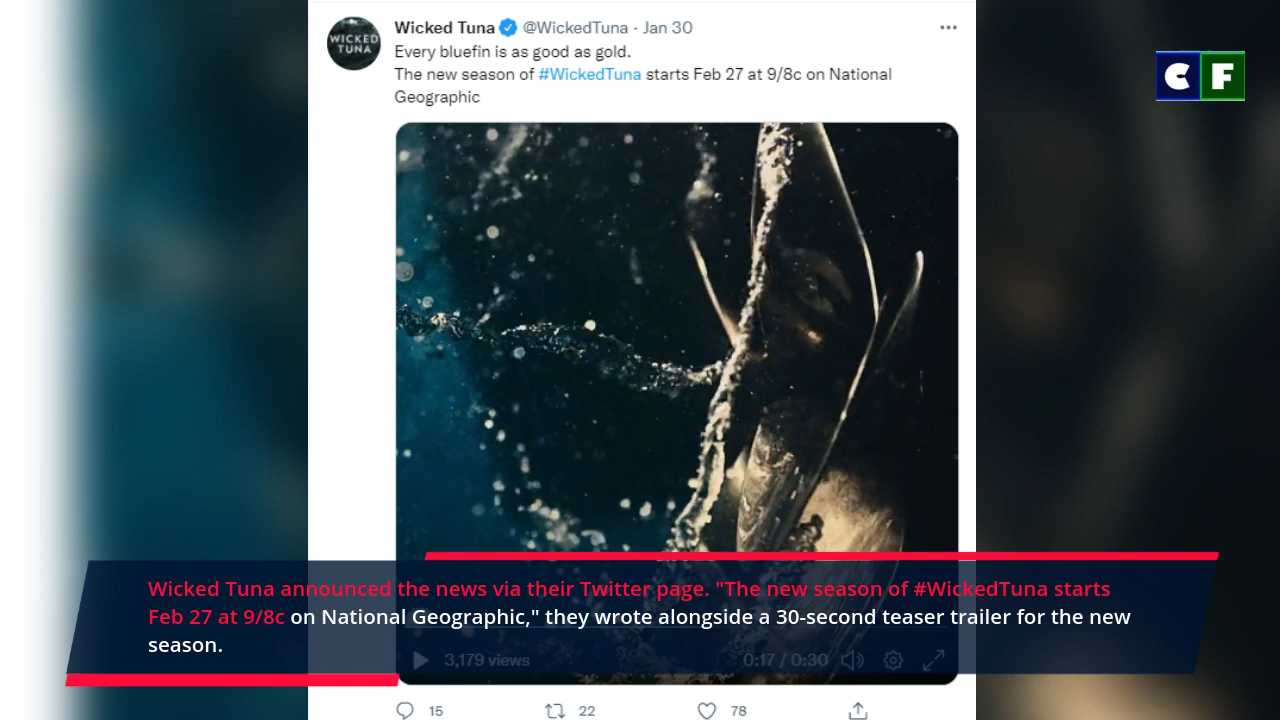 WICKED
TUNA
Wicked Tuna @WickedTuna · Jan 30
Every bluefin is as good as gold.
The new season of #WickedTuna starts Feb 27 at 9/8c on National
Geographic
C F
Wicked Tuna announced the news via their Twitter page. "The new season of #WickedTuna starts
Feb 27 at 9/8c on National Geographic," they wrote alongside a 30-second teaser trailer for the new
season.
3,179 views 0:17 / 0:30
15 22 78